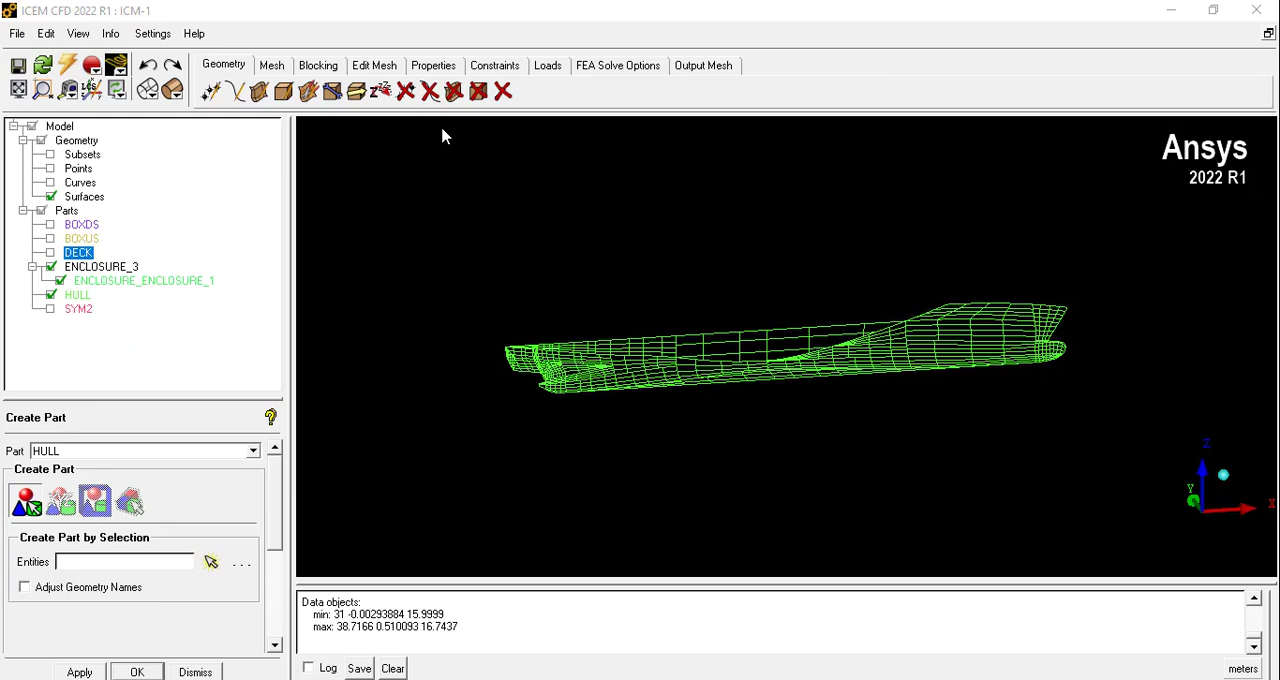 ICEM CFD 2022 R1 : ICM-1
File Edit View Info Settings Help
Geometry Mesh Blocking Edit Mesh Properties Constraints Loads FEA Solve Options Output Mesh
Model
Geometry
Subsets
Points
Curves
Surfaces
Parts
BOXDS
BOXUS
DECK
ENCLOSURE_3
ENCLOSURE_ENCLOSURE_1
HULL
SYM2
Ansys
2022 R1
Create Part
Part HULL
Create Part
Create Part by Selection
Entities ...
Adjust Geometry Names
Apply OK Dismiss
Z
Y
X
Data objects:
min: 31 -0.00293884 15.9999
max: 38.7166 0.510093 16.7437
Log Save Clear
meters